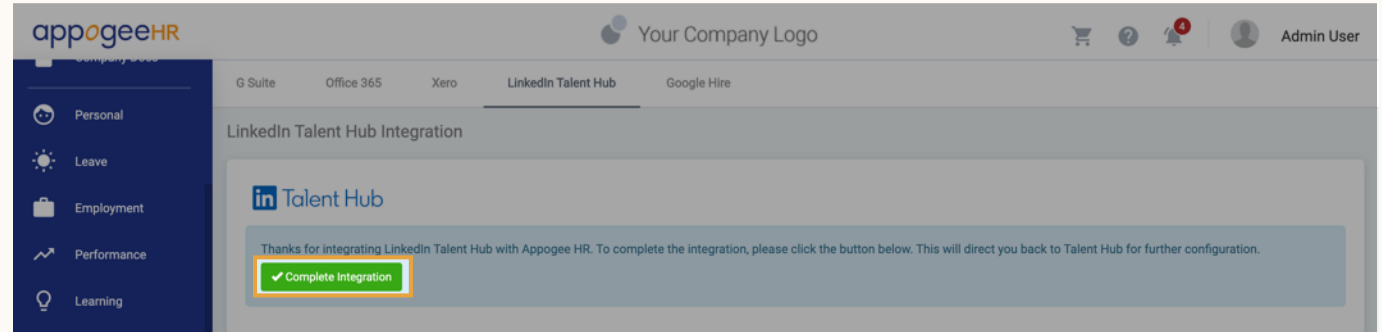 appogeeHR
Your Company Logo
4
Admin User
Company Docs
G Suite
Office 365
Xero
LinkedIn Talent Hub
Google Hire
Personal
LinkedIn Talent Hub Integration
Leave
in Talent Hub
Employment
Thanks for integrating LinkedIn Talent Hub with Appogee HR. To complete the integration, please click the button below. This will direct you back to Talent Hub for further configuration.
Performance
Complete Integration
Learning